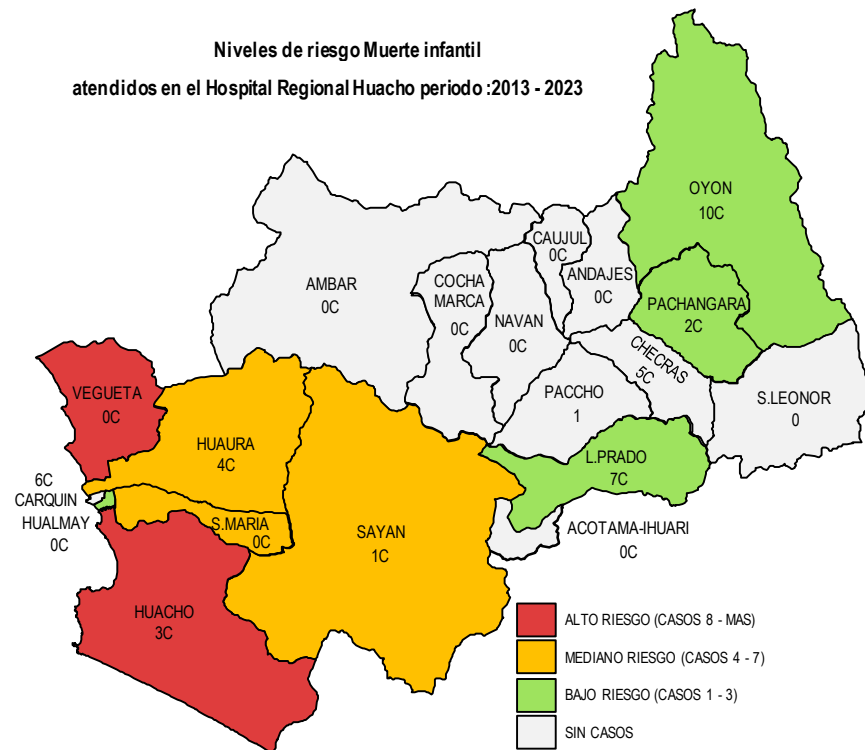 Niveles de riesgo Muerte infantil
atendidos en el Hospital Regional Huacho periodo :2013 - 2023
OYON
10C
CAUJUL
0C
ANDAJES
0C
AMBAR
0C
COCHA
MARCA
0C
NAVAN
0C
PACHANGARA
2C
CHECRAS
5C
VEGUETA
0C
PACCHO
1
S.LEONOR
0
HUAURA
4C
L.PRADO
7C
6C
CARQUIN
HUALMAY
0C
S.MARIA
0C
SAYAN
1C
ACOTAMA-IHUARI
0C
HUACHO
3C
ALTO RIESGO (CASOS 8 - MAS)
MEDIANO RIESGO (CASOS 4 - 7)
BAJO RIESGO (CASOS 1 - 3)
SIN CASOS